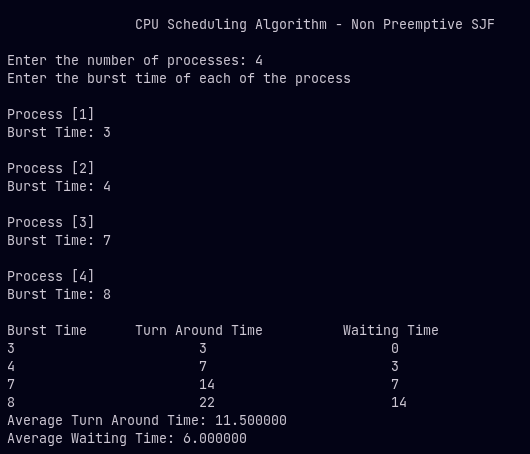 CPU Scheduling Algorithm - Non Preemptive SJF
Enter the number of processes: 4
Enter the burst time of each of the process
Process [1]
Burst Time: 3
Process [2]
Burst Time: 4
Process [3]
Burst Time: 7
Process [4]
Burst Time: 8
Burst Time Turn Around Time Waiting Time
3 3 0
4 7 3
7 14 7
8 22 14
Average Turn Around Time: 11.500000
Average Waiting Time: 6.000000